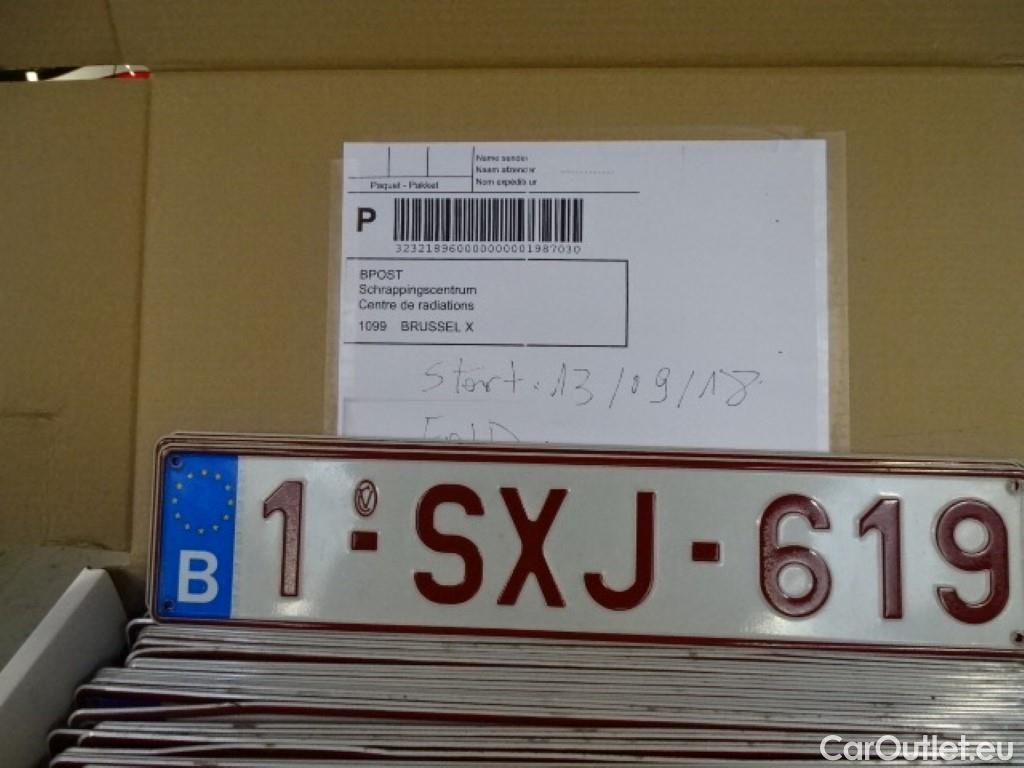 Name sender
Naam afzender
Nom expéditeur
Paquet - Pakket
P
323218960000000001987030
BPOST
Schrappingscentrum
Centre de radiations
1099 BRUSSEL X
Start: 13/09/18
B 1-SXJ-619
CarOutlet.eu